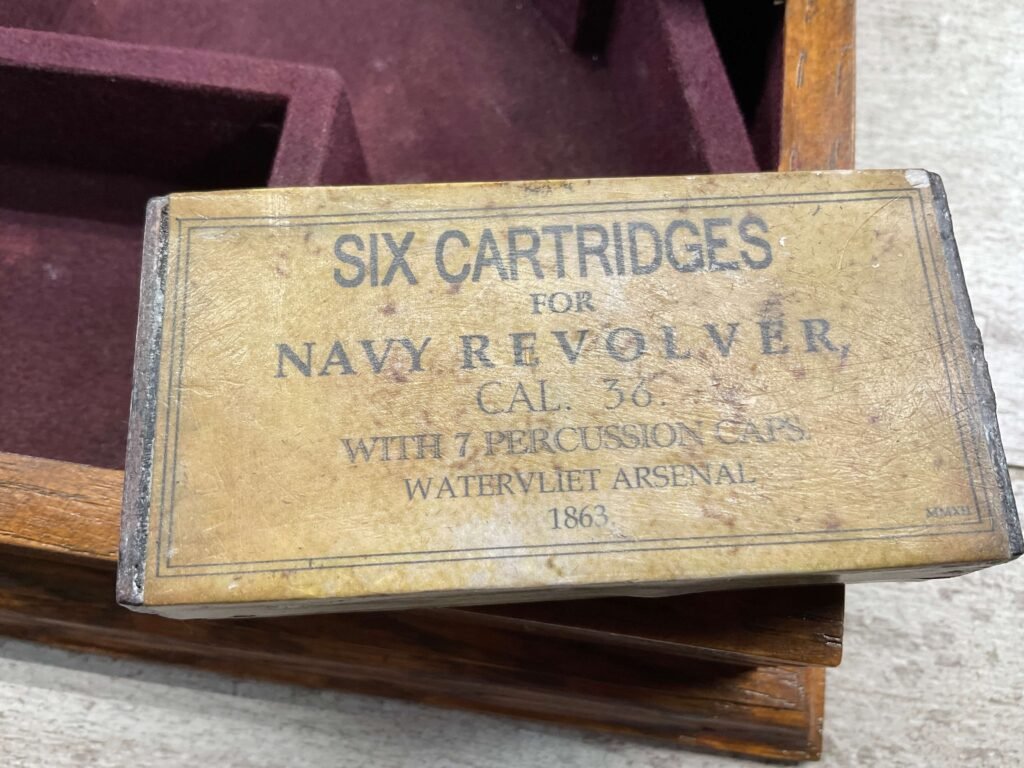 SIX CARTRIDGES
FOR
NAVY REVOLVER,
CAL. 36.
WITH 7 PERCUSSION CAPS.
WATERVLIET ARSENAL
1863.
MMXII